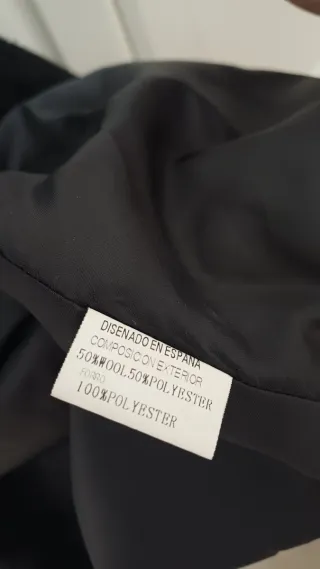 DISENADO EN ESPANA
COMPOSICION EXTERIOR
50%WOOL50%POLYESTER
FORRO
100%POLYESTER